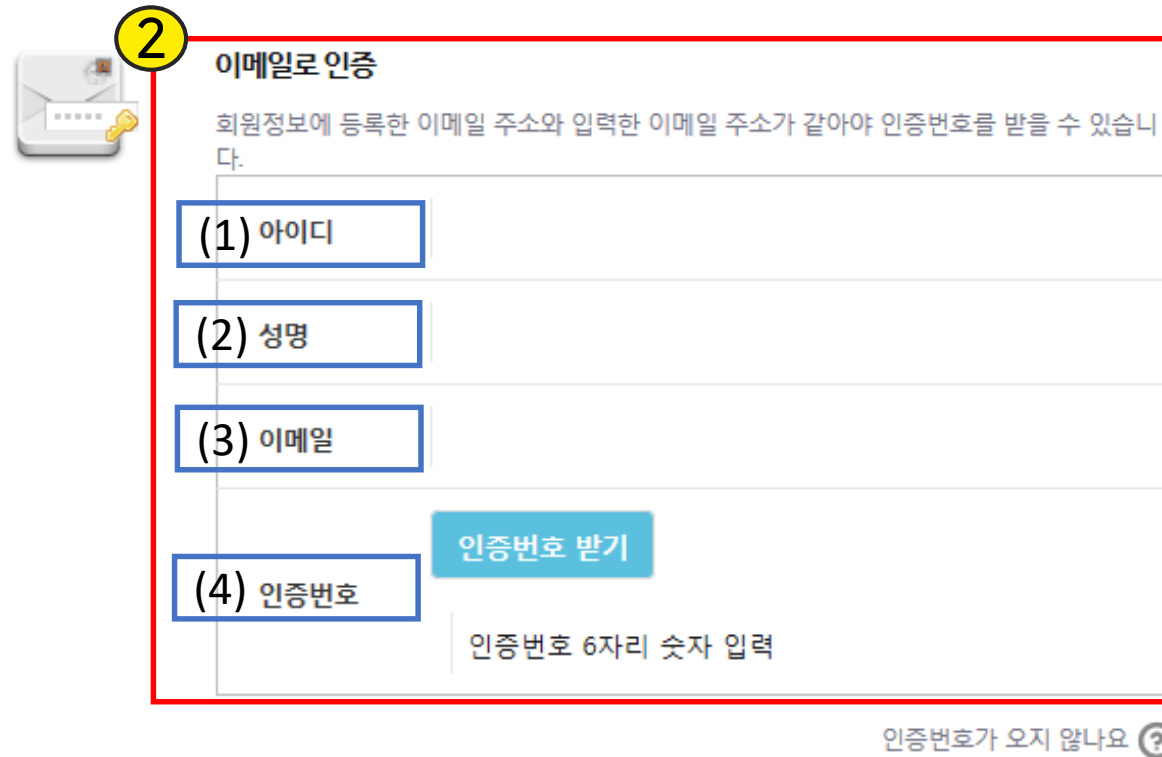 2
이메일로 인증
회원정보에 등록한 이메일 주소와 입력한 이메일 주소가 같아야 인증번호를 받을 수 있습니
다.
(1) 아이디
(2) 성명
(3) 이메일
인증번호 받기
(4) 인증번호
인증번호 6자리 숫자 입력
인증번호가 오지 않나요 ?